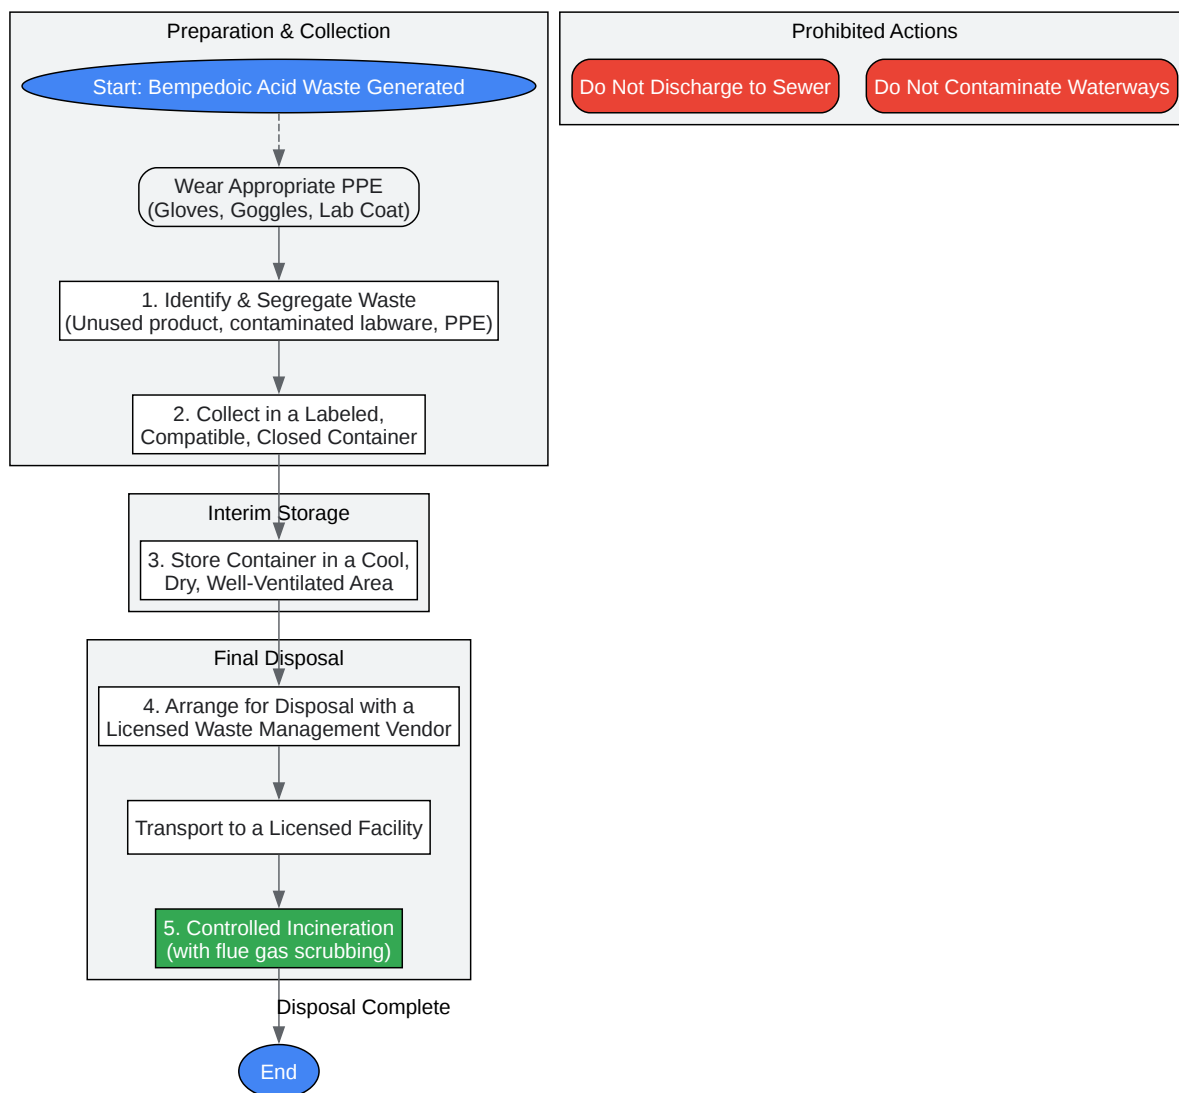 Preparation & Collection
Start: Bempedoic Acid Waste Generated
Wear Appropriate PPE
(Gloves, Goggles, Lab Coat)
1. Identify & Segregate Waste
(Unused product, contaminated labware, PPE)
2. Collect in a Labeled,
Compatible, Closed Container
Interim Storage
3. Store Container in a Cool,
Dry, Well-Ventilated Area
Final Disposal
4. Arrange for Disposal with a
Licensed Waste Management Vendor
Transport to a Licensed Facility
5. Controlled Incineration
(with flue gas scrubbing)
Disposal Complete
End
Prohibited Actions
Do Not Discharge to Sewer
Do Not Contaminate Waterways